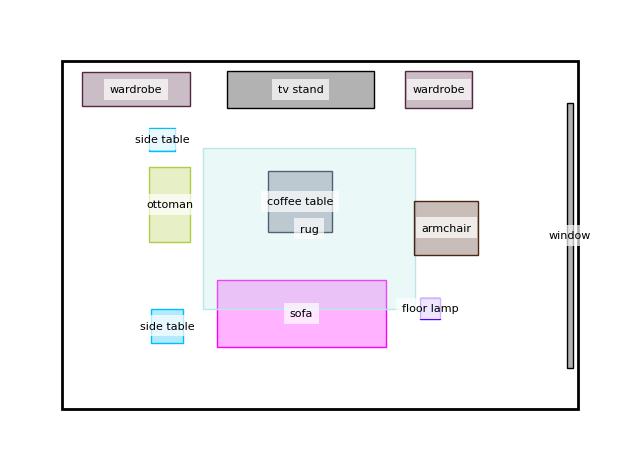 wardrobe
tv stand
wardrobe
side table
ottoman
coffee table
rug
armchair
window
side table
sofa
floor lamp